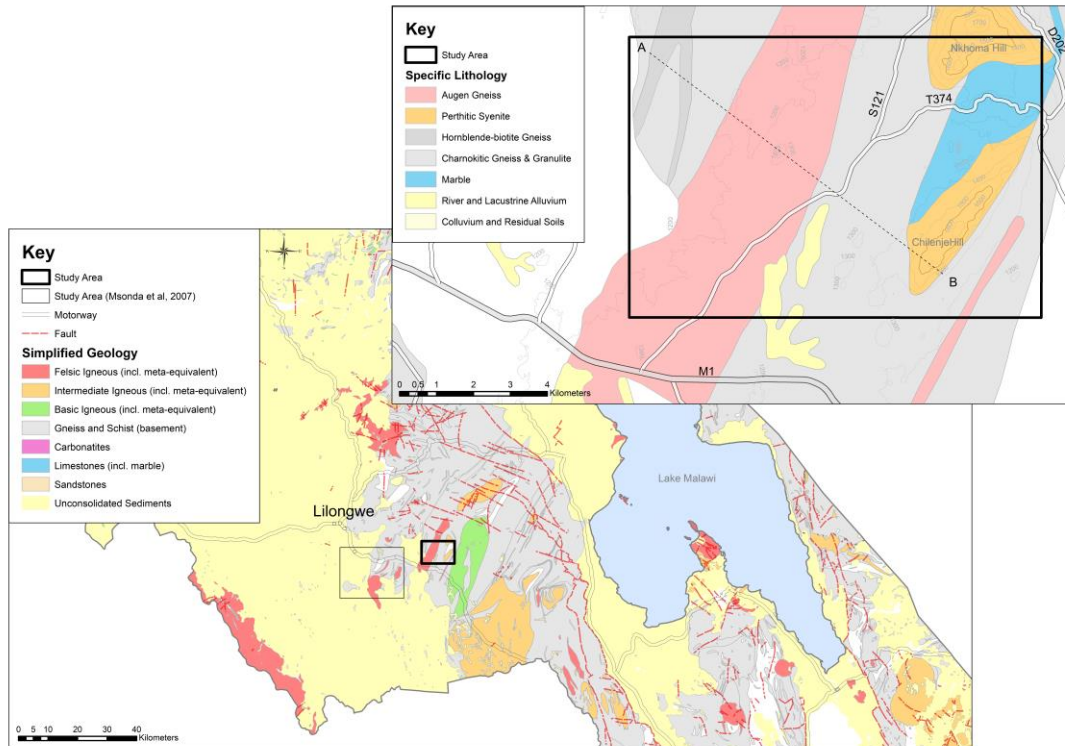 Key
Study Area
Specific Lithology
Augen Gneiss
Perthitic Syenite
Hornblende-biotite Gneiss
Charnokitic Gneiss & Granulite
Marble
River and Lacustrine Alluvium
Colluvium and Residual Soils
A
Nkhoma Hill
D202
S121
T374
Chilenje Hill
B
M1
0 0.5 1 2 3 4
Kilometers
Key
Study Area
Study Area (Msonda et al, 2007)
Motorway
Fault
Simplified Geology
Felsic Igneous (incl. meta-equivalent)
Intermediate Igneous (incl. meta-equivalent)
Basic Igneous (incl. meta-equivalent)
Gneiss and Schist (basement)
Carbonatites
Limestones (incl. marble)
Sandstones
Unconsolidated Sediments
Lilongwe
Lake Malawi
0 5 10 20 30 40
Kilometers